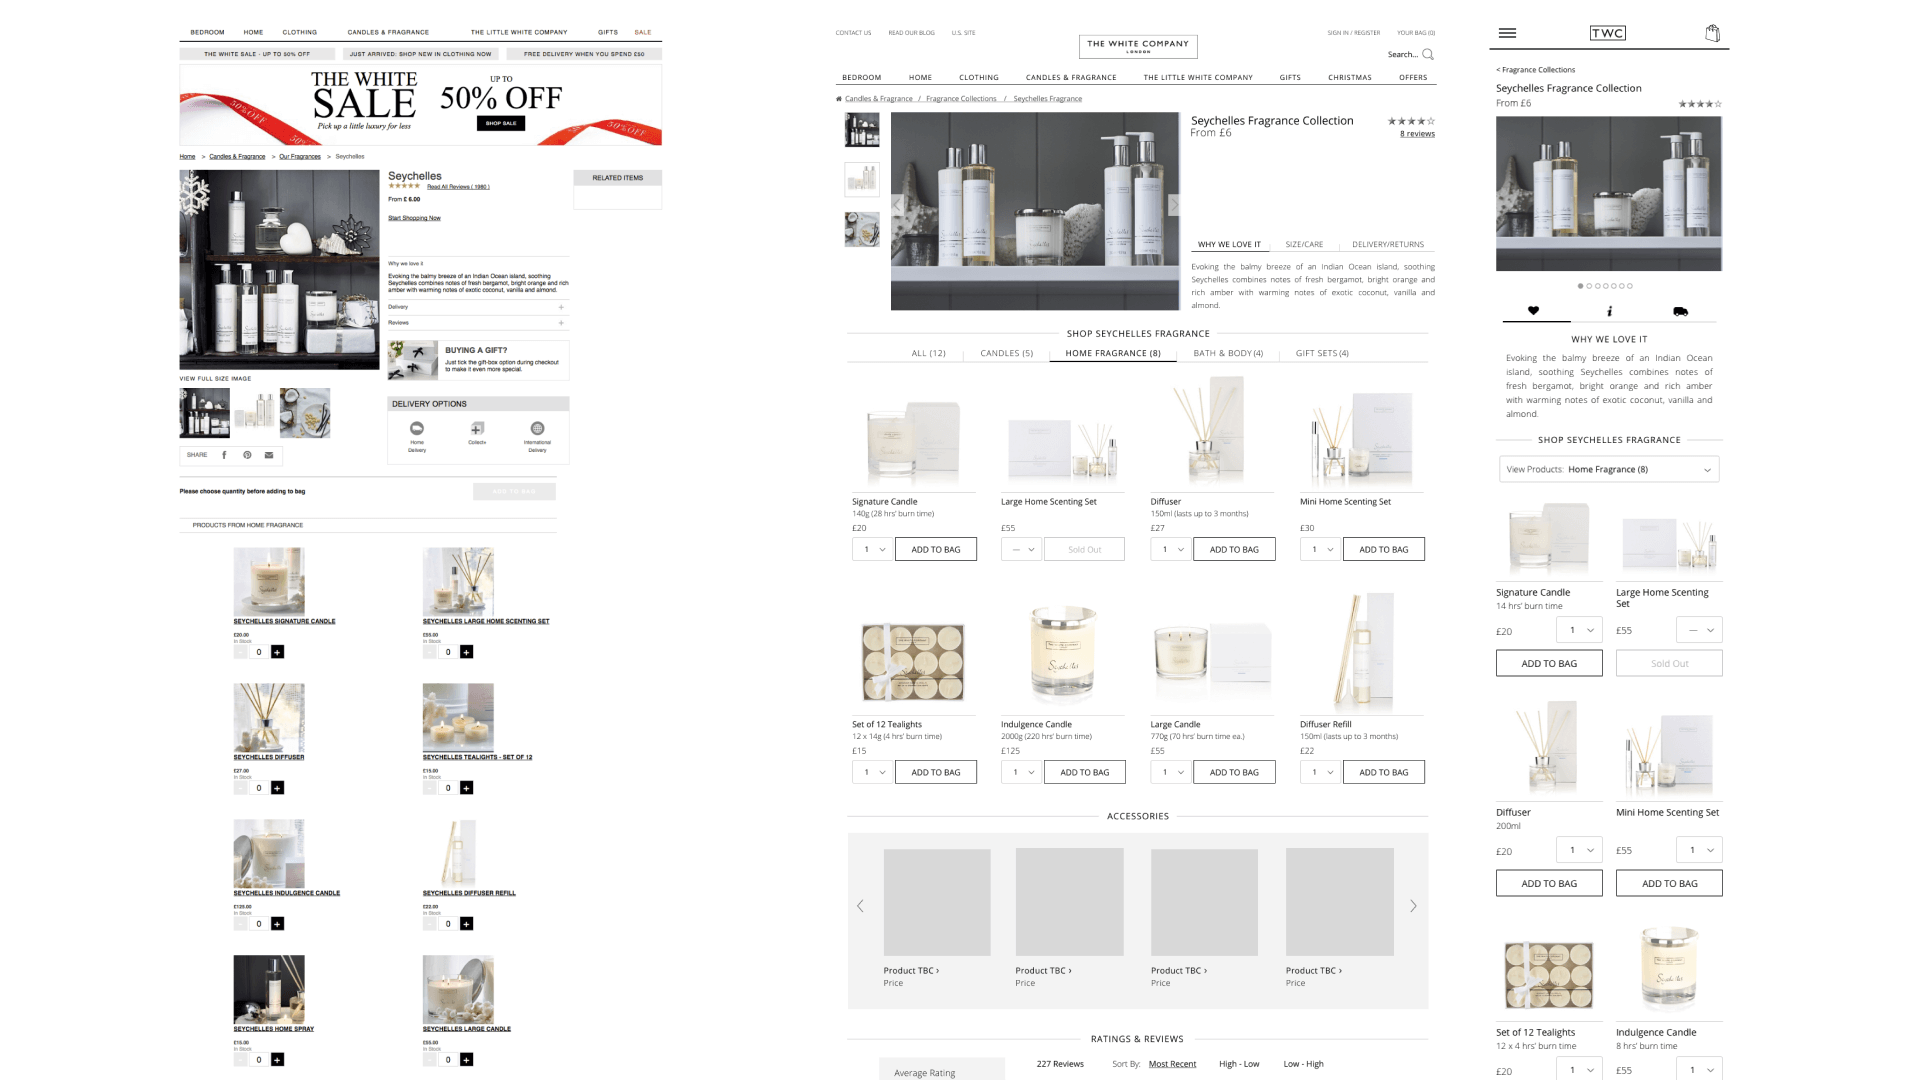 BEDROOM HOME CLOTHING CANDLES & FRAGRANCE THE LITTLE WHITE COMPANY GIFTS SALE
THE WHITE SALE - UP TO 50% OFF JUST ARRIVED: SHOP NEW IN CLOTHING NOW FREE DELIVERY WHEN YOU SPEND £50
THE WHITE
SALE
Pick up a little luxury for less
UP TO
50% OFF
SHOP SALE
50%OFF
50%
50%OFF
Home > Candles & Fragrance > Our Fragrances > Seychelles
Seychelles
Read All Reviews ( 1980 )
From £ 6.00
Start Shopping Now
RELATED ITEMS
Why we love it
Evoking the balmy breeze of an Indian Ocean island, soothing
Seychelles combines notes of fresh bergamot, bright orange and rich
amber with warming notes of exotic coconut, vanilla and almond.
Delivery +
Reviews +
BUYING A GIFT?
Just tick the gift-box option during checkout
to make it even more special.
VIEW FULL SIZE IMAGE
DELIVERY OPTIONS
Home
Delivery
Collect+
International
Delivery
SHARE
Please choose quantity before adding to bag
ADD TO BAG
PRODUCTS FROM HOME FRAGRANCE
SEYCHELLES SIGNATURE CANDLE
£20.00
In Stock
- 0 +
SEYCHELLES LARGE HOME SCENTING SET
£55.00
In Stock
- 0 +
SEYCHELLES DIFFUSER
£27.00
In Stock
- 0 +
SEYCHELLES TEALIGHTS - SET OF 12
£15.00
In Stock
- 0 +
SEYCHELLES INDULGENCE CANDLE
£125.00
In Stock
- 0 +
SEYCHELLES DIFFUSER REFILL
£22.00
In Stock
- 0 +
SEYCHELLES HOME SPRAY
£15.00
In Stock
- 0 +
SEYCHELLES LARGE CANDLE
£55.00
In Stock
- 0 +
CONTACT US READ OUR BLOG U.S. SITE
THE WHITE COMPANY
LONDON
SIGN IN / REGISTER YOUR BAG (0)
Search...
BEDROOM HOME CLOTHING CANDLES & FRAGRANCE THE LITTLE WHITE COMPANY GIFTS CHRISTMAS OFFERS
Candles & Fragrance / Fragrance Collections / Seychelles Fragrance
Seychelles Fragrance Collection
From £6
8 reviews
WHY WE LOVE IT SIZE/CARE DELIVERY/RETURNS
Evoking the balmy breeze of an Indian Ocean island, soothing
Seychelles combines notes of fresh bergamot, bright orange and
rich amber with warming notes of exotic coconut, vanilla and
almond.
SHOP SEYCHELLES FRAGRANCE
ALL (12) CANDLES (5) HOME FRAGRANCE (8) BATH & BODY (4) GIFT SETS (4)
Signature Candle
140g (28 hrs' burn time)
£20
1 ADD TO BAG
Large Home Scenting Set
£55
— Sold Out
Diffuser
150ml (lasts up to 3 months)
£27
1 ADD TO BAG
Mini Home Scenting Set
£30
1 ADD TO BAG
Set of 12 Tealights
12 x 14g (4 hrs' burn time)
£15
1 ADD TO BAG
Seychelles
Indulgence Candle
2000g (220 hrs' burn time)
£125
1 ADD TO BAG
Large Candle
770g (70 hrs' burn time ea.)
£55
1 ADD TO BAG
Diffuser Refill
150ml (lasts up to 3 months)
£22
1 ADD TO BAG
ACCESSORIES
Product TBC ›
Price
Product TBC ›
Price
Product TBC ›
Price
Product TBC ›
Price
RATINGS & REVIEWS
Average Rating
227 Reviews Sort By: Most Recent High - Low Low - High
TWC
< Fragrance Collections
Seychelles Fragrance Collection
From £6
WHY WE LOVE IT
Evoking the balmy breeze of an Indian Ocean
island, soothing Seychelles combines notes of
fresh bergamot, bright orange and rich amber
with warming notes of exotic coconut, vanilla and
almond.
SHOP SEYCHELLES FRAGRANCE
View Products: Home Fragrance (8)
Signature Candle
14 hrs' burn time
£20 1
ADD TO BAG
Large Home Scenting
Set
£55 —
Sold Out
Diffuser
200ml
£20 1
ADD TO BAG
Mini Home Scenting Set
£55 1
ADD TO BAG
Set of 12 Tealights
12 x 4 hrs' burn time
£20 1
Indulgence Candle
8 hrs' burn time
£55 1